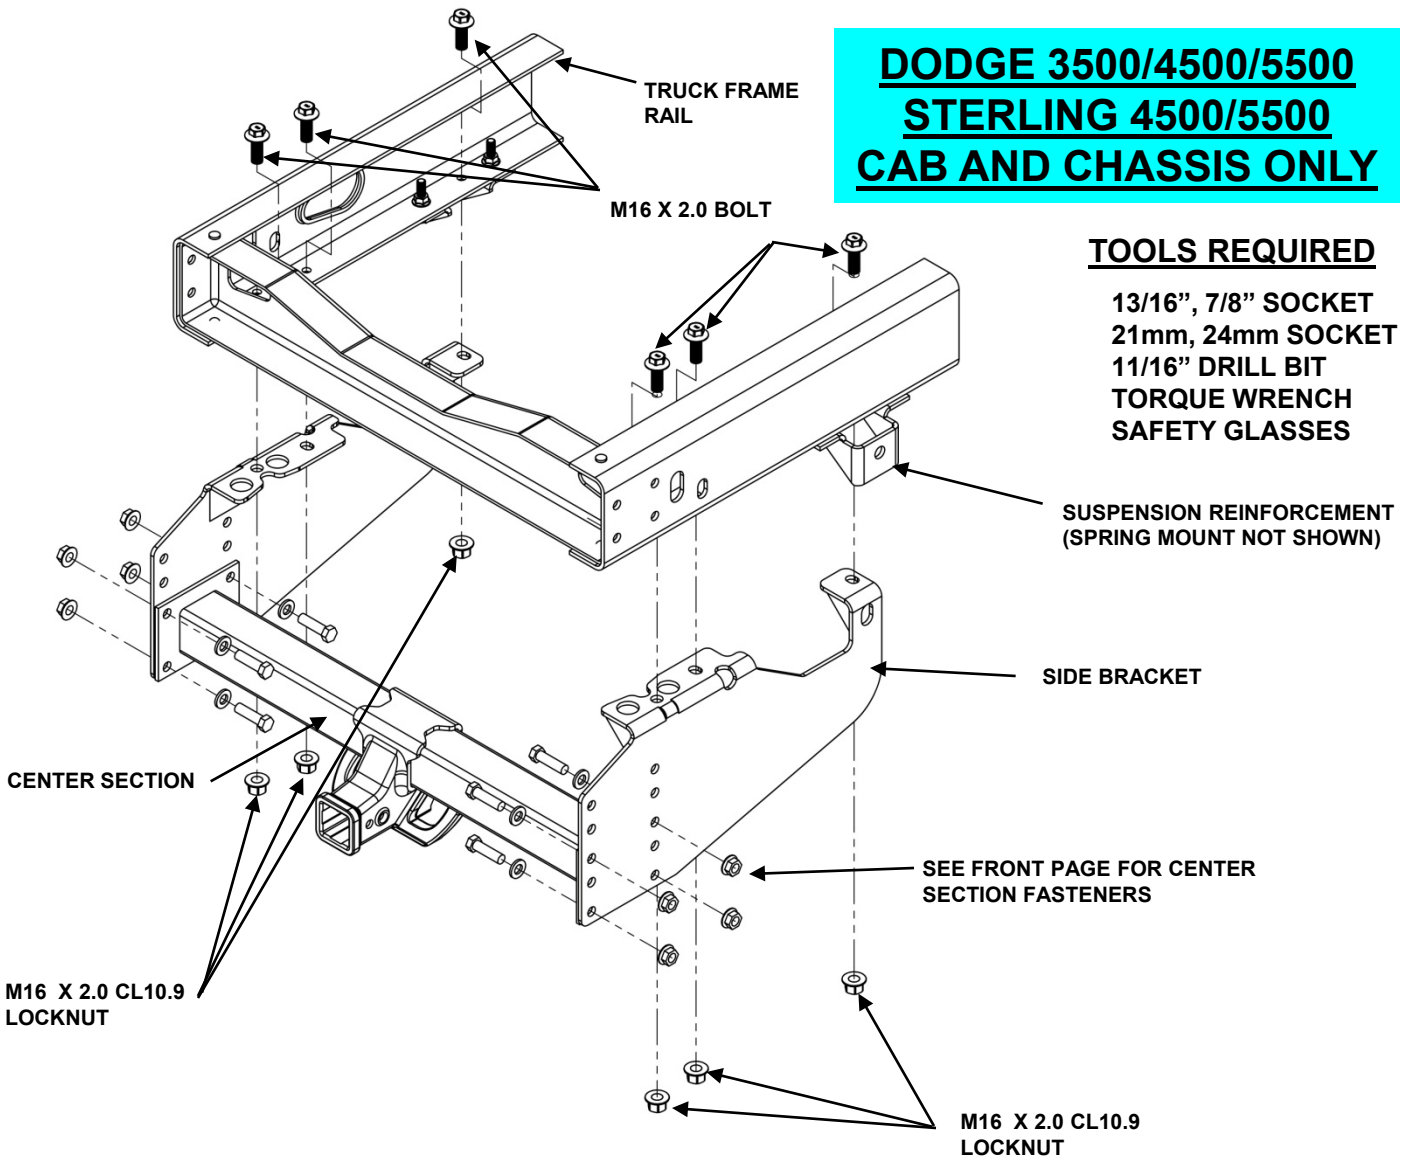 DODGE 3500/4500/5500
STERLING 4500/5500
CAB AND CHASSIS ONLY
TRUCK FRAME
RAIL
M16 X 2.0 BOLT
TOOLS REQUIRED
13/16”, 7/8” SOCKET
21mm, 24mm SOCKET
11/16” DRILL BIT
TORQUE WRENCH
SAFETY GLASSES
SUSPENSION REINFORCEMENT
(SPRING MOUNT NOT SHOWN)
SIDE BRACKET
CENTER SECTION
SEE FRONT PAGE FOR CENTER
SECTION FASTENERS
M16 X 2.0 CL10.9
LOCKNUT
M16 X 2.0 CL10.9
LOCKNUT